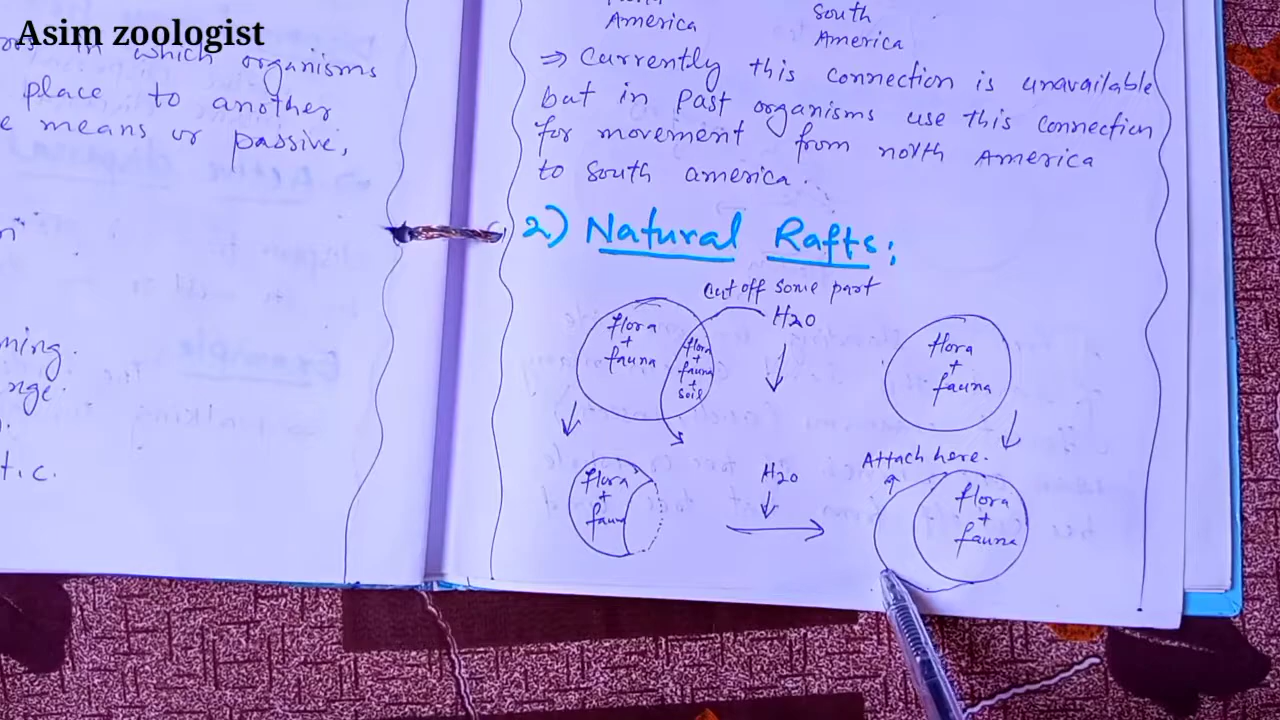 Asim zoologist
in which organisms
place to another
means or passive,
ming.
nge.
t.c.
America
South
America
⇒ Currently this connection is unavailable
but in Past organisms use this connection
for movement from north America
to south america.
2) Natural Rafts:
Cut off some part
H2O
flora
+
fauna
flora
+
fauna
+
soil
flora
+
fauna
Attach here.
flora
+
faun
H2O
flora
+
fauna